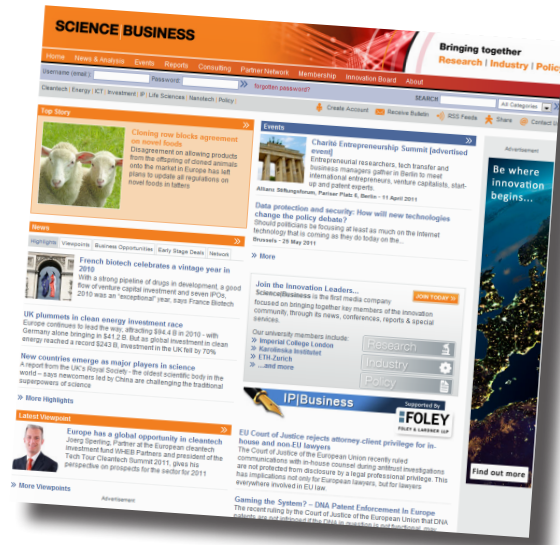 SCIENCE|BUSINESS
Bringing together
Research | Industry | Policy
Home News & Analysis Events Reports Consulting Partner Network Membership Innovation Board About
Username (email:) Password: forgotten password?
SEARCH All Categories
Cleantech | Energy | ICT | Investment | IP | Life Sciences | Nanotech | Policy
Create Account Receive Bulletin RSS Feeds Share Contact Us
Top Story
Cloning row blocks agreement
on novel foods
Disagreement on allowing products
from the offspring of cloned animals
onto the market in Europe has left
plans to update all regulations on
novel foods in tatters
News
Highlights Viewpoints Business Opportunities Early Stage Deals Network
French biotech celebrates a vintage year in
2010
With a strong pipeline of drugs in development, a good
flow of venture capital investment and seven IPOs,
2010 was an "exceptional" year, says France Biotech
UK plummets in clean energy investment race
Europe continues to lead the way, attracting $94.4 B in 2010 - with
Germany alone bringing in $41.2 B. But as global investment in clean
energy reached a record $243 B, investment in the UK fell by 70%
New countries emerge as major players in science
A report from the UK's Royal Society - the oldest scientific body in the
world – says newcomers led by China are challenging the traditional
superpowers of science
More Highlights
Latest Viewpoint
Europe has a global opportunity in cleantech
Joerg Sperling, Partner at the European cleantech
investment fund WHEB Partners and president of the
Tech Tour Cleantech Summit 2011, gives his
perspective on prospects for the sector for 2011
More Viewpoints
Advertisement
Events
Charité Entrepreneurship Summit [advertised
event]
Entrepreneurial researchers, tech transfer and
business managers gather in Berlin to meet
international entrepreneurs, venture capitalists, start-
up and patent experts.
Allianz Stiftungsforum, Pariser Platz 6, Berlin - 11 April 2011
Data protection and security: How will new technologies
change the policy debate?
Should politicians be focusing at least as much on the Internet
technology that is coming as they do today on the...
Brussels - 25 May 2011
More
Join the Innovation Leaders...
JOIN TODAY
Science|Business is the first media company
focused on bringing together key members of the innovation
community, through its news, conferences, reports & special
services.
Our university members include:
Imperial College London
Karolinska Institutet
ETH-Zurich
...and more
Research
Industry
Policy
IP|Business
Supported by
FOLEY
FOLEY & LARDNER LLP
EU Court of Justice rejects attorney-client privilege for in-
house and non-EU lawyers
The Court of Justice of the European Union recently ruled
communications with in-house counsel during antitrust investigations
are not protected from disclosure by a legal professional privilege. This
has implications not only for European lawyers, but for lawyers
everywhere involved in EU law.
Gaming the System? – DNA Patent Enforcement In Europe
The recent ruling by the Court of Justice of the European Union that DNA
patents are not infringed if the DNA in question is not functional, may
Advertisement
Be where
innovation
begins...
Find out more